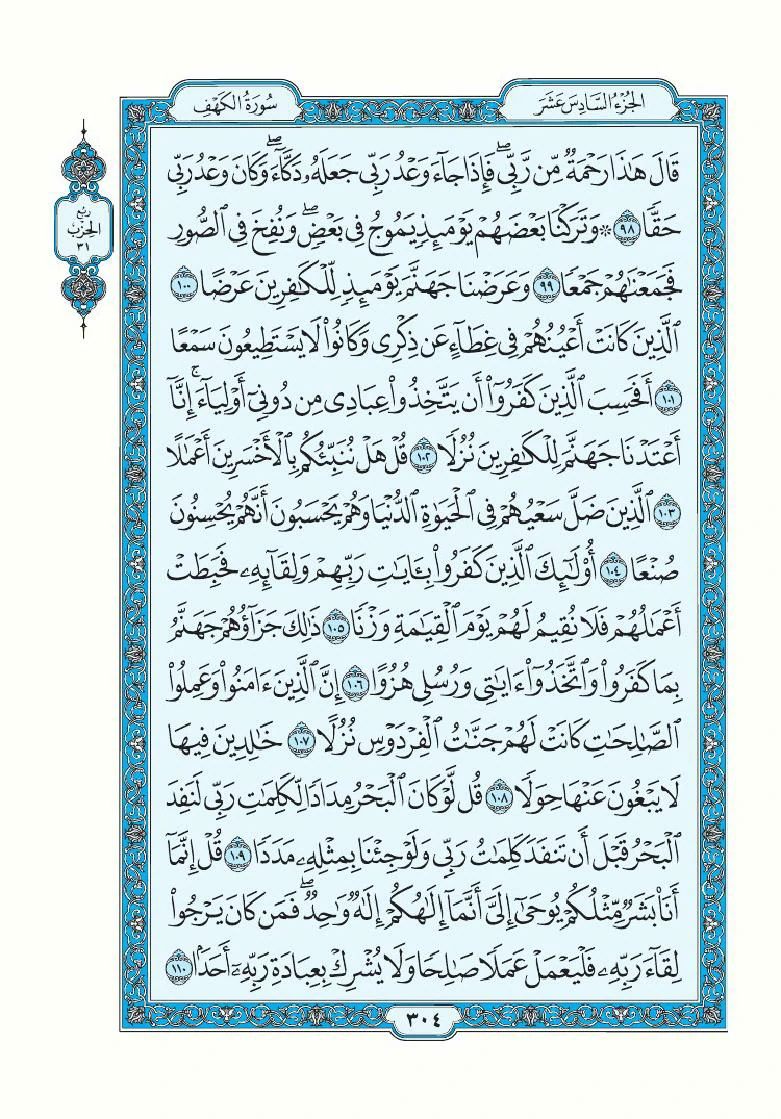 الجُزْءُ السَّادِسَ عَشَرَ
سُورَةُ الكَهْفِ
رُبع
الحِزْب
٣١
قَالَ هَٰذَا رَحْمَةٌ مِّن رَّبِّي ۖ فَإِذَا جَآءَ وَعْدُ رَبِّي جَعَلَهُۥ دَكَّآءَ ۖ وَكَانَ وَعْدُ رَبِّي
حَقًّا ﴿٩٨﴾ ۞ وَتَرَكْنَا بَعْضَهُمْ يَوْمَئِذٍ يَمُوجُ فِي بَعْضٍ ۖ وَنُفِخَ فِي ٱلصُّورِ
فَجَمَعْنَٰهُمْ جَمْعًا ﴿٩٩﴾ وَعَرَضْنَا جَهَنَّمَ يَوْمَئِذٍ لِّلْكَٰفِرِينَ عَرْضًا ﴿١٠٠﴾
ٱلَّذِينَ كَانَتْ أَعْيُنُهُمْ فِي غِطَآءٍ عَن ذِكْرِي وَكَانُوا۟ لَا يَسْتَطِيعُونَ سَمْعًا
﴿١٠١﴾ أَفَحَسِبَ ٱلَّذِينَ كَفَرُوٓا۟ أَن يَتَّخِذُوا۟ عِبَادِي مِن دُونِيٓ أَوْلِيَآءَ ۚ إِنَّآ
أَعْتَدْنَا جَهَنَّمَ لِلْكَٰفِرِينَ نُزُلًا ﴿١٠٢﴾ قُلْ هَلْ نُنَبِّئُكُم بِٱلْأَخْسَرِينَ أَعْمَٰلًا
﴿١٠٣﴾ ٱلَّذِينَ ضَلَّ سَعْيُهُمْ فِي ٱلْحَيَوٰةِ ٱلدُّنْيَا وَهُمْ يَحْسَبُونَ أَنَّهُمْ يُحْسِنُونَ
صُنْعًا ﴿١٠٤﴾ أُو۟لَٰٓئِكَ ٱلَّذِينَ كَفَرُوا۟ بِـَٔايَٰتِ رَبِّهِمْ وَلِقَآئِهِۦ فَحَبِطَتْ
أَعْمَٰلُهُمْ فَلَا نُقِيمُ لَهُمْ يَوْمَ ٱلْقِيَٰمَةِ وَزْنًا ﴿١٠٥﴾ ذَٰلِكَ جَزَآؤُهُمْ جَهَنَّمُ
بِمَا كَفَرُوا۟ وَٱتَّخَذُوٓا۟ ءَايَٰتِي وَرُسُلِي هُزُوًا ﴿١٠٦﴾ إِنَّ ٱلَّذِينَ ءَامَنُوا۟ وَعَمِلُوا۟
ٱلصَّٰلِحَٰتِ كَانَتْ لَهُمْ جَنَّٰتُ ٱلْفِرْدَوْسِ نُزُلًا ﴿١٠٧﴾ خَٰلِدِينَ فِيهَا
لَا يَبْغُونَ عَنْهَا حِوَلًا ﴿١٠٨﴾ قُل لَّوْ كَانَ ٱلْبَحْرُ مِدَادًا لِّكَلِمَٰتِ رَبِّي لَنَفِدَ
ٱلْبَحْرُ قَبْلَ أَن تَنفَدَ كَلِمَٰتُ رَبِّي وَلَوْ جِئْنَا بِمِثْلِهِۦ مَدَدًا ﴿١٠٩﴾ قُلْ إِنَّمَآ
أَنَا۠ بَشَرٌ مِّثْلُكُمْ يُوحَىٰٓ إِلَيَّ أَنَّمَآ إِلَٰهُكُمْ إِلَٰهٌ وَٰحِدٌ ۖ فَمَن كَانَ يَرْجُوا۟
لِقَآءَ رَبِّهِۦ فَلْيَعْمَلْ عَمَلًا صَٰلِحًا وَلَا يُشْرِكْ بِعِبَادَةِ رَبِّهِۦٓ أَحَدًۢا ﴿١١٠﴾
٣٠٤